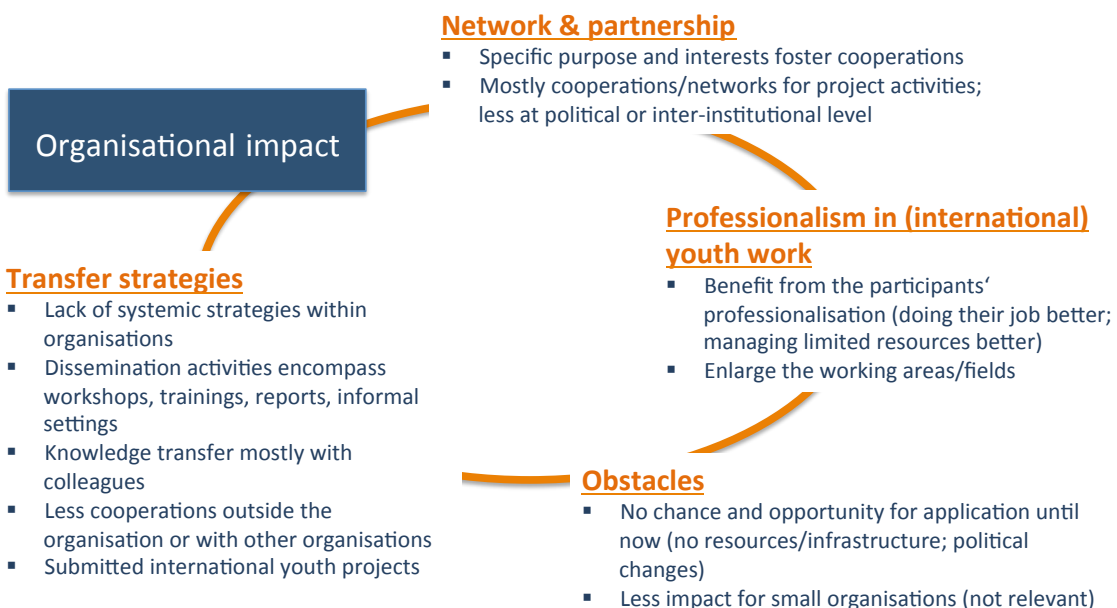 Organisational impact
Network & partnership
▪ Specific purpose and interests foster cooperations
▪ Mostly cooperations/networks for project activities;
less at political or inter-institutional level
Professionalism in (international)
youth work
▪ Benefit from the participants‘
professionalisation (doing their job better;
managing limited resources better)
▪ Enlarge the working areas/fields
Obstacles
▪ No chance and opportunity for application until
now (no resources/infrastructure; political
changes)
▪ Less impact for small organisations (not relevant)
Transfer strategies
▪ Lack of systemic strategies within
organisations
▪ Dissemination activities encompass
workshops, trainings, reports, informal
settings
▪ Knowledge transfer mostly with
colleagues
▪ Less cooperations outside the
organisation or with other organisations
▪ Submitted international youth projects